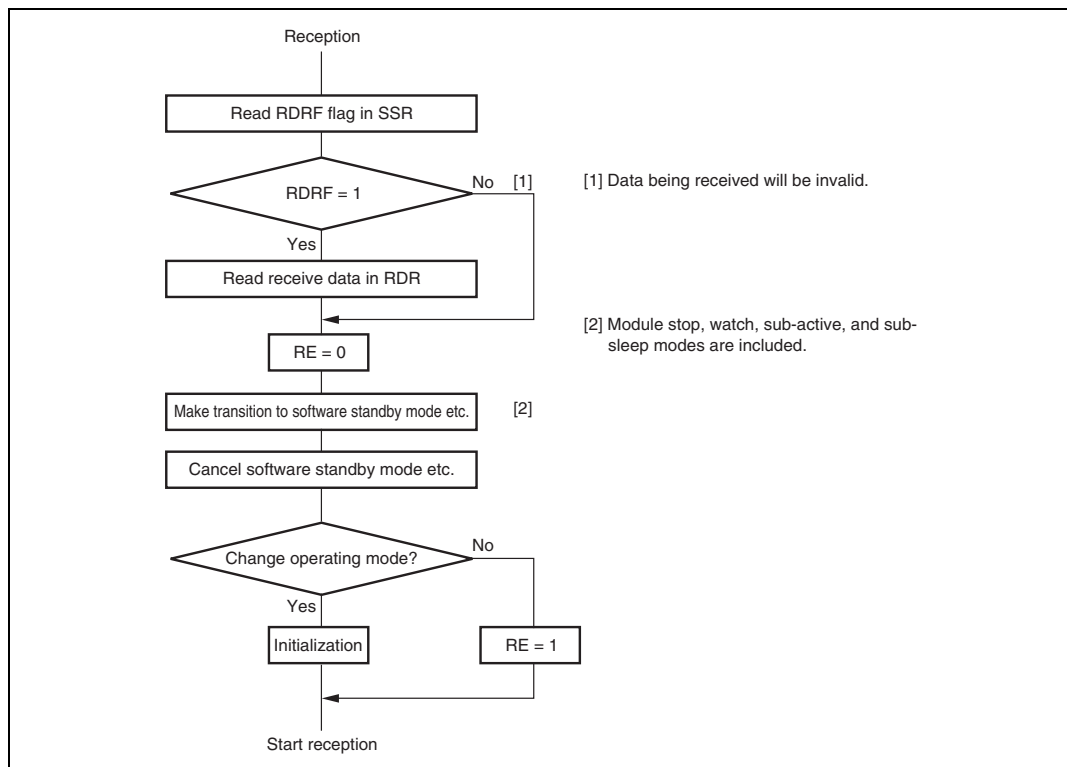 Reception
Read RDRF flag in SSR
No [1]
[1] Data being received will be invalid.
RDRF = 1
Yes
Read receive data in RDR
[2] Module stop, watch, sub-active, and sub-
sleep modes are included.
RE = 0
Make transition to software standby mode etc.
[2]
Cancel software standby mode etc.
No
Change operating mode?
Yes
Initialization
RE = 1
Start reception